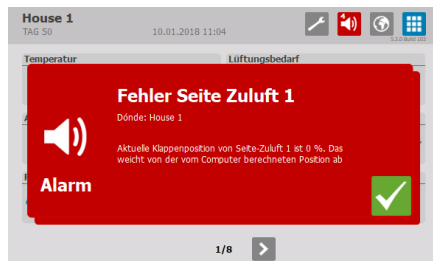 House 1
TAG 50 10.01.2018 11:04
Temperatur Lüftungsbedarf
Fehler Seite Zuluft 1
Dónde: House 1
Aktuelle Klappenposition von Seite-Zuluft 1 ist 0 %. Das
weicht von der vom Computer berechneten Position ab
Alarm
1/8